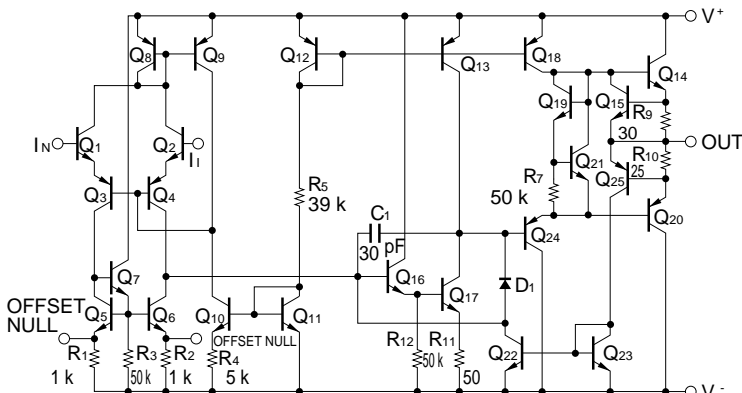 V+
Q8
Q9
Q12
Q13
Q18
Q14
Q19
Q15
R9
30
IN
Q1
Q2
II
OUT
R10
Q21
Q25
25
Q3
Q4
R5
39 k
R7
50 k
C1
30 pF
Q20
Q24
Q7
Q16
Q17
D1
OFFSET
NULL
Q5
Q6
Q10
Q11
OFFSET NULL
R12
R11
Q22
Q23
R1
1 k
R3
50 k
R2
1 k
R4
5 k
50 k
50
V-